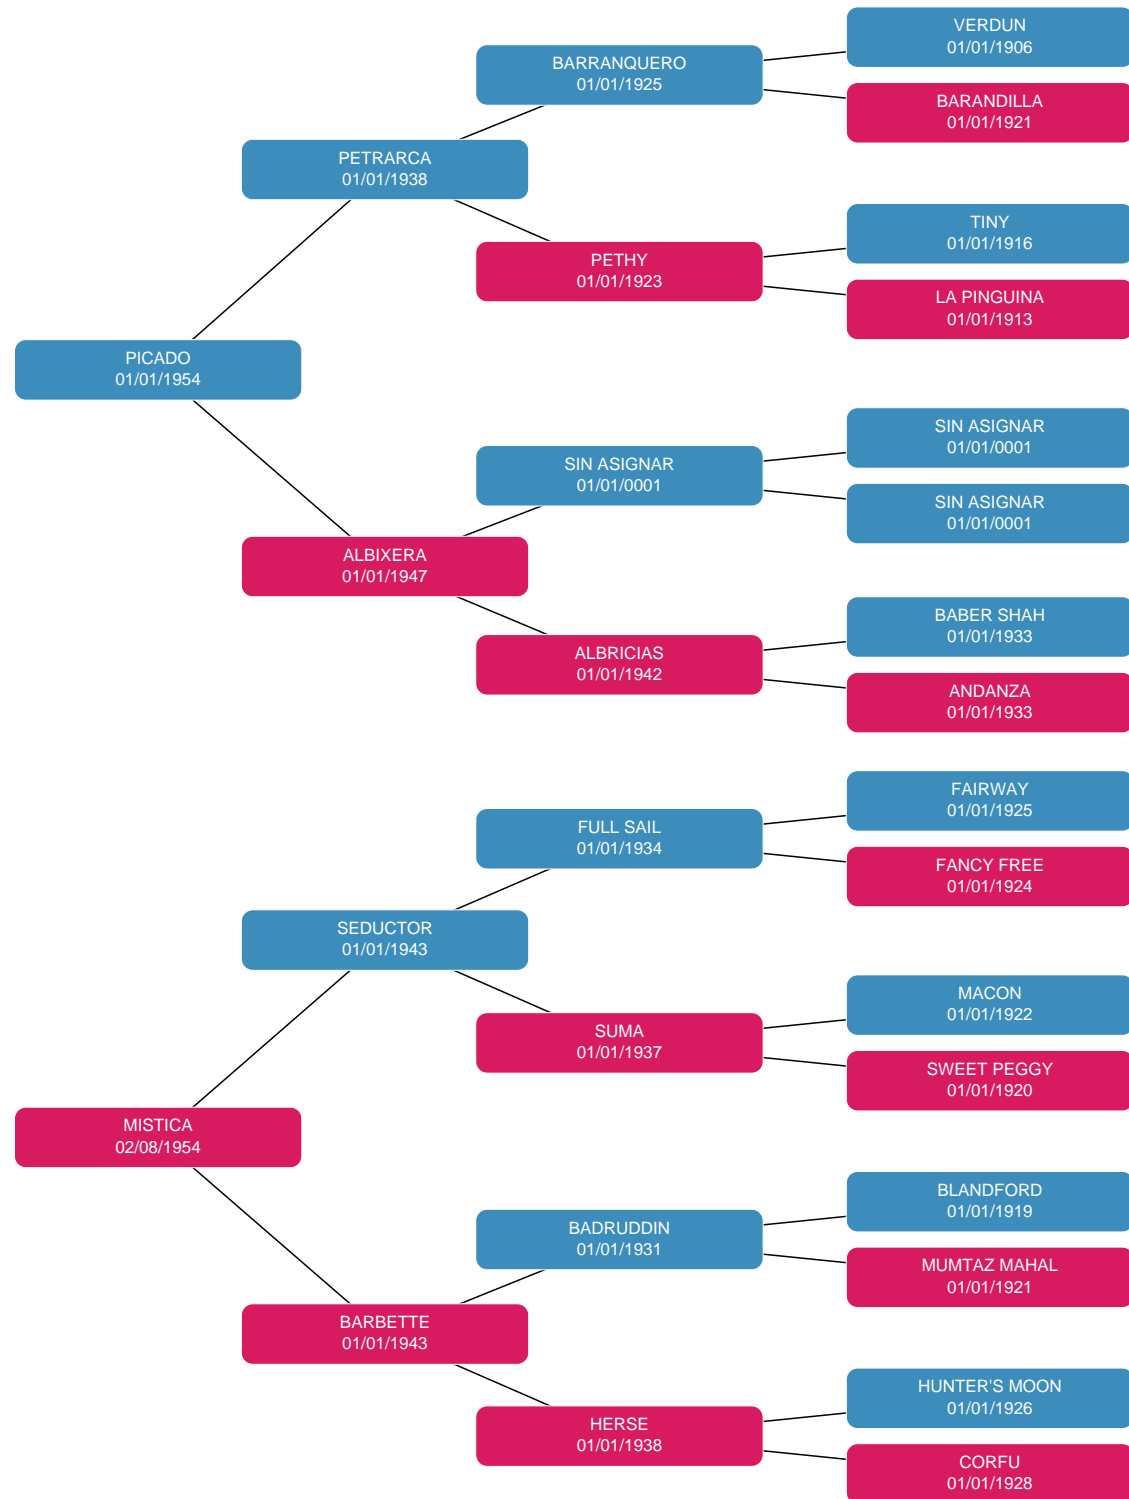 VERDUN
01/01/1906
BARRANQUERO
01/01/1925
BARANDILLA
01/01/1921
PETRARCA
01/01/1938
TINY
01/01/1916
PETHY
01/01/1923
LA PINGUINA
01/01/1913
PICADO
01/01/1954
SIN ASIGNAR
01/01/0001
SIN ASIGNAR
01/01/0001
SIN ASIGNAR
01/01/0001
ALBIXERA
01/01/1947
BABER SHAH
01/01/1933
ALBRICIAS
01/01/1942
ANDANZA
01/01/1933
FAIRWAY
01/01/1925
FULL SAIL
01/01/1934
FANCY FREE
01/01/1924
SEDUCTOR
01/01/1943
MACON
01/01/1922
SUMA
01/01/1937
SWEET PEGGY
01/01/1920
MISTICA
02/08/1954
BLANDFORD
01/01/1919
BADRUDDIN
01/01/1931
MUMTAZ MAHAL
01/01/1921
BARBETTE
01/01/1943
HUNTER'S MOON
01/01/1926
HERSE
01/01/1938
CORFU
01/01/1928